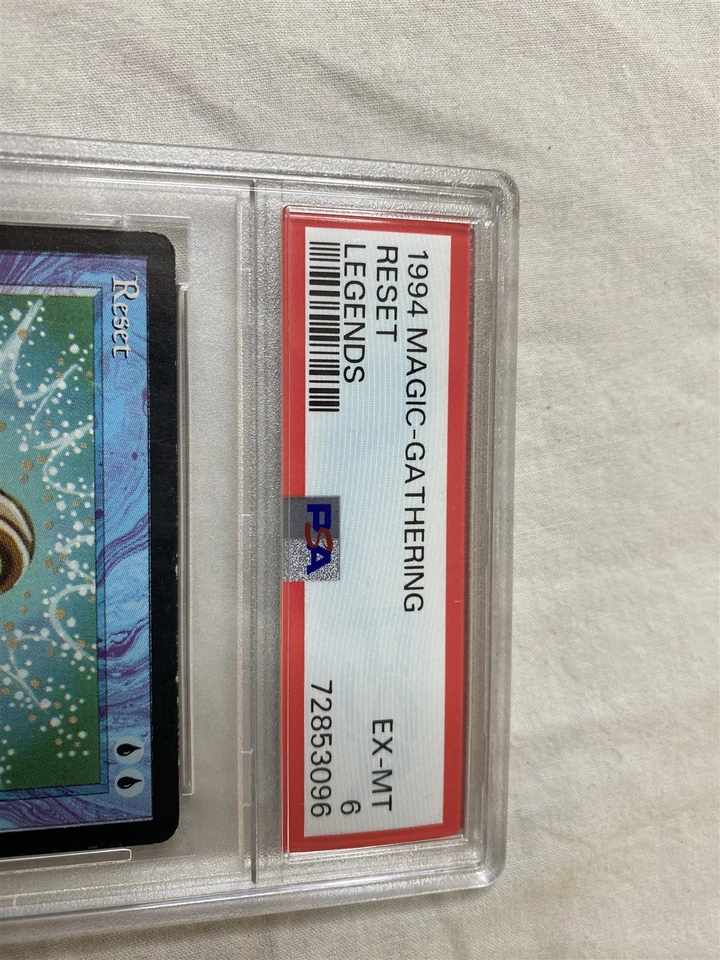 1994 MAGIC-GATHERING
RESET EX-MT
LEGENDS 6
PSA 72853096
Reset